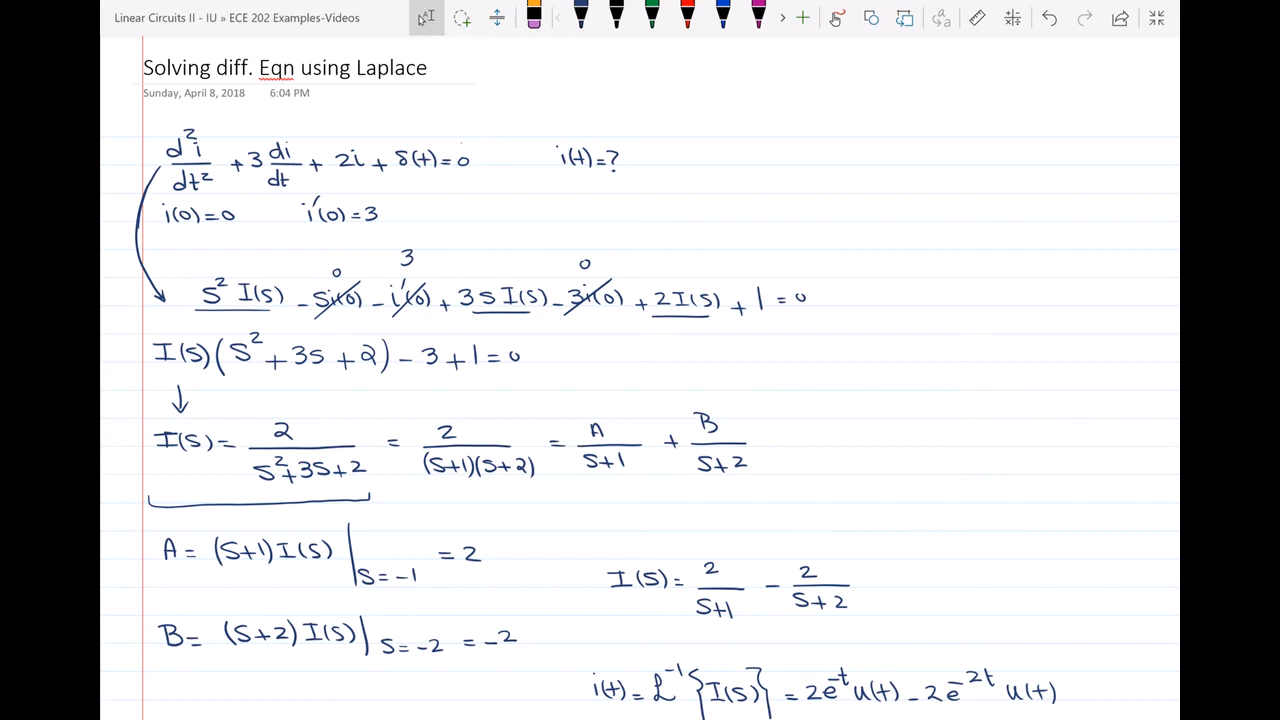 Linear Circuits II - IU » ECE 202 Examples-Videos
Solving diff. Eqn using Laplace
Sunday, April 8, 2018 6:04 PM
d²i/dt² + 3 di/dt + 2i + δ(t) = 0 i(t) = ?
i(0) = 0 i'(0) = 3
0 3 0
S² I(S) - Si(0) - i'(0) + 3S I(S) - 3i(0) + 2I(S) + 1 = 0
I(S)(S² + 3S + 2) - 3 + 1 = 0
↓
I(S) = 2/(S²+3S+2) = 2/((S+1)(S+2)) = A/(S+1) + B/(S+2)
A = (S+1) I(S) | S = -1 = 2
I(S) = 2/(S+1) - 2/(S+2)
B = (S+2) I(S) | S = -2 = -2
i(t) = ℒ⁻¹{I(S)} = 2e⁻ᵗ u(t) - 2e⁻²ᵗ u(t)